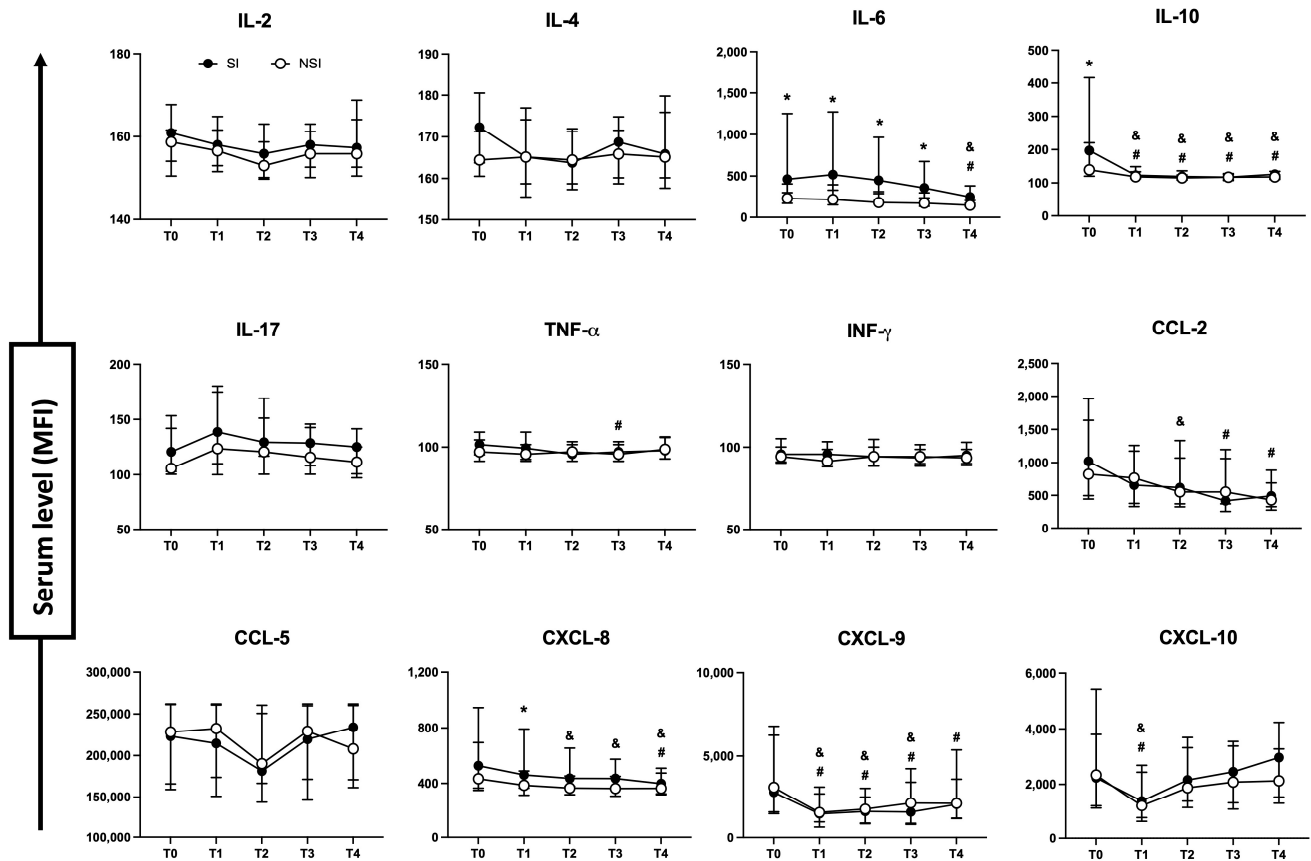 Serum level (MFI)
IL-2
180
160
140
SI
NSI
T0 T1 T2 T3 T4
IL-4
190
180
170
160
150
T0 T1 T2 T3 T4
IL-6
2,000
1,500
1,000
500
0
* * * * &
#
T0 T1 T2 T3 T4
IL-10
500
400
300
200
100
0
*
& & & &
# # # #
T0 T1 T2 T3 T4
IL-17
200
150
100
50
T0 T1 T2 T3 T4
TNF-α
150
100
50
#
T0 T1 T2 T3 T4
INF-γ
150
100
50
T0 T1 T2 T3 T4
CCL-2
2,500
2,000
1,500
1,000
500
0
& # #
T0 T1 T2 T3 T4
CCL-5
300,000
250,000
200,000
150,000
100,000
T0 T1 T2 T3 T4
CXCL-8
1,200
800
400
0
* & & &
#
T0 T1 T2 T3 T4
CXCL-9
10,000
5,000
0
& & &
# # # #
T0 T1 T2 T3 T4
CXCL-10
6,000
4,000
2,000
0
&
#
T0 T1 T2 T3 T4